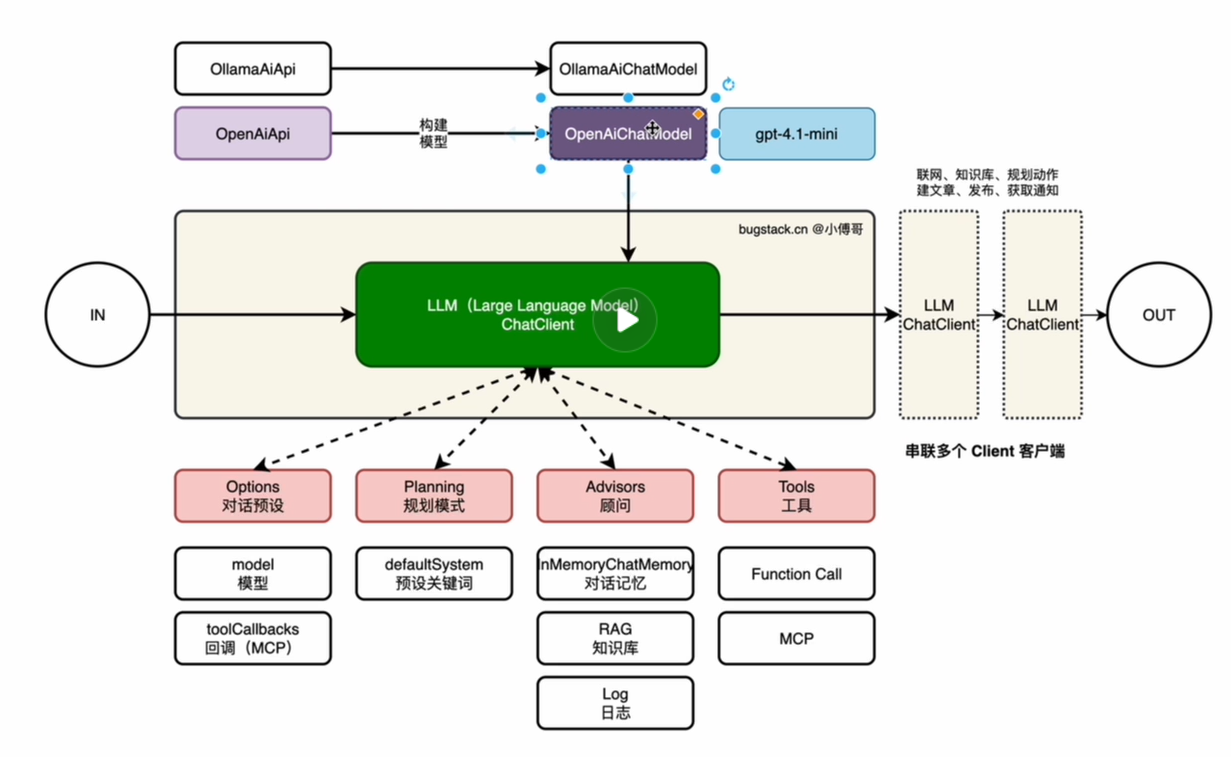 OllamaAiApi
OllamaAiChatModel
OpenAiApi
构建
模型
OpenAiChatModel
gpt-4.1-mini
联网、知识库、规划动作
建文章、发布、获取通知
bugstack.cn @小傅哥
IN
LLM（Large Language Model）
ChatClient
LLM
ChatClient
LLM
ChatClient
OUT
串联多个 Client 客户端
Options
对话预设
Planning
规划模式
Advisors
顾问
Tools
工具
model
模型
defaultSystem
预设关键词
InMemoryChatMemory
对话记忆
Function Call
toolCallbacks
回调（MCP）
RAG
知识库
MCP
Log
日志